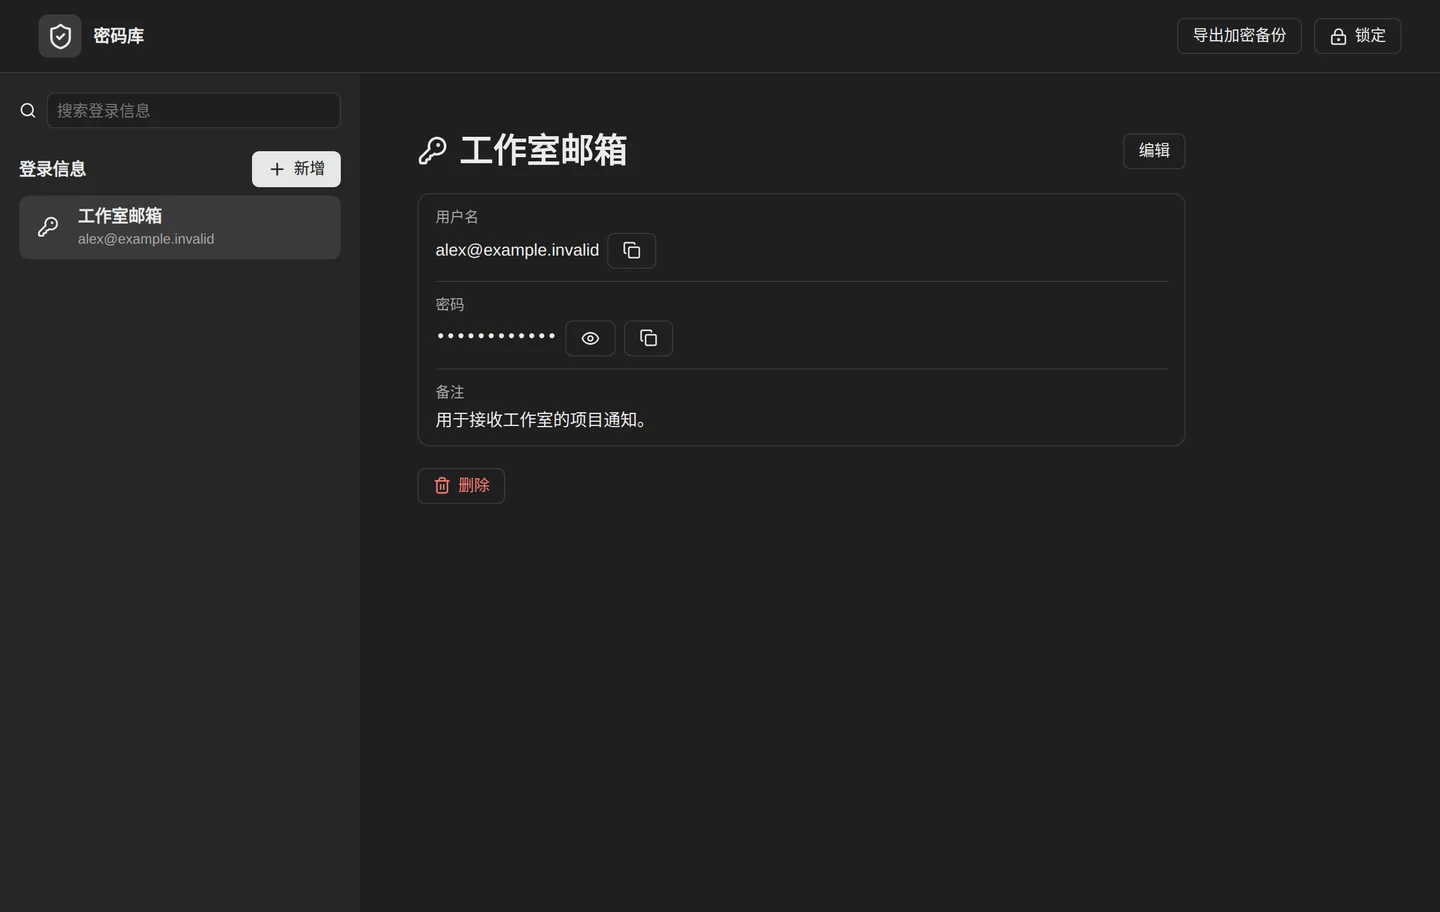 密码库
导出加密备份
锁定
搜索登录信息
登录信息
新增
工作室邮箱
alex@example.invalid
工作室邮箱
编辑
用户名
alex@example.invalid
密码
••••••••••••
备注
用于接收工作室的项目通知。
删除